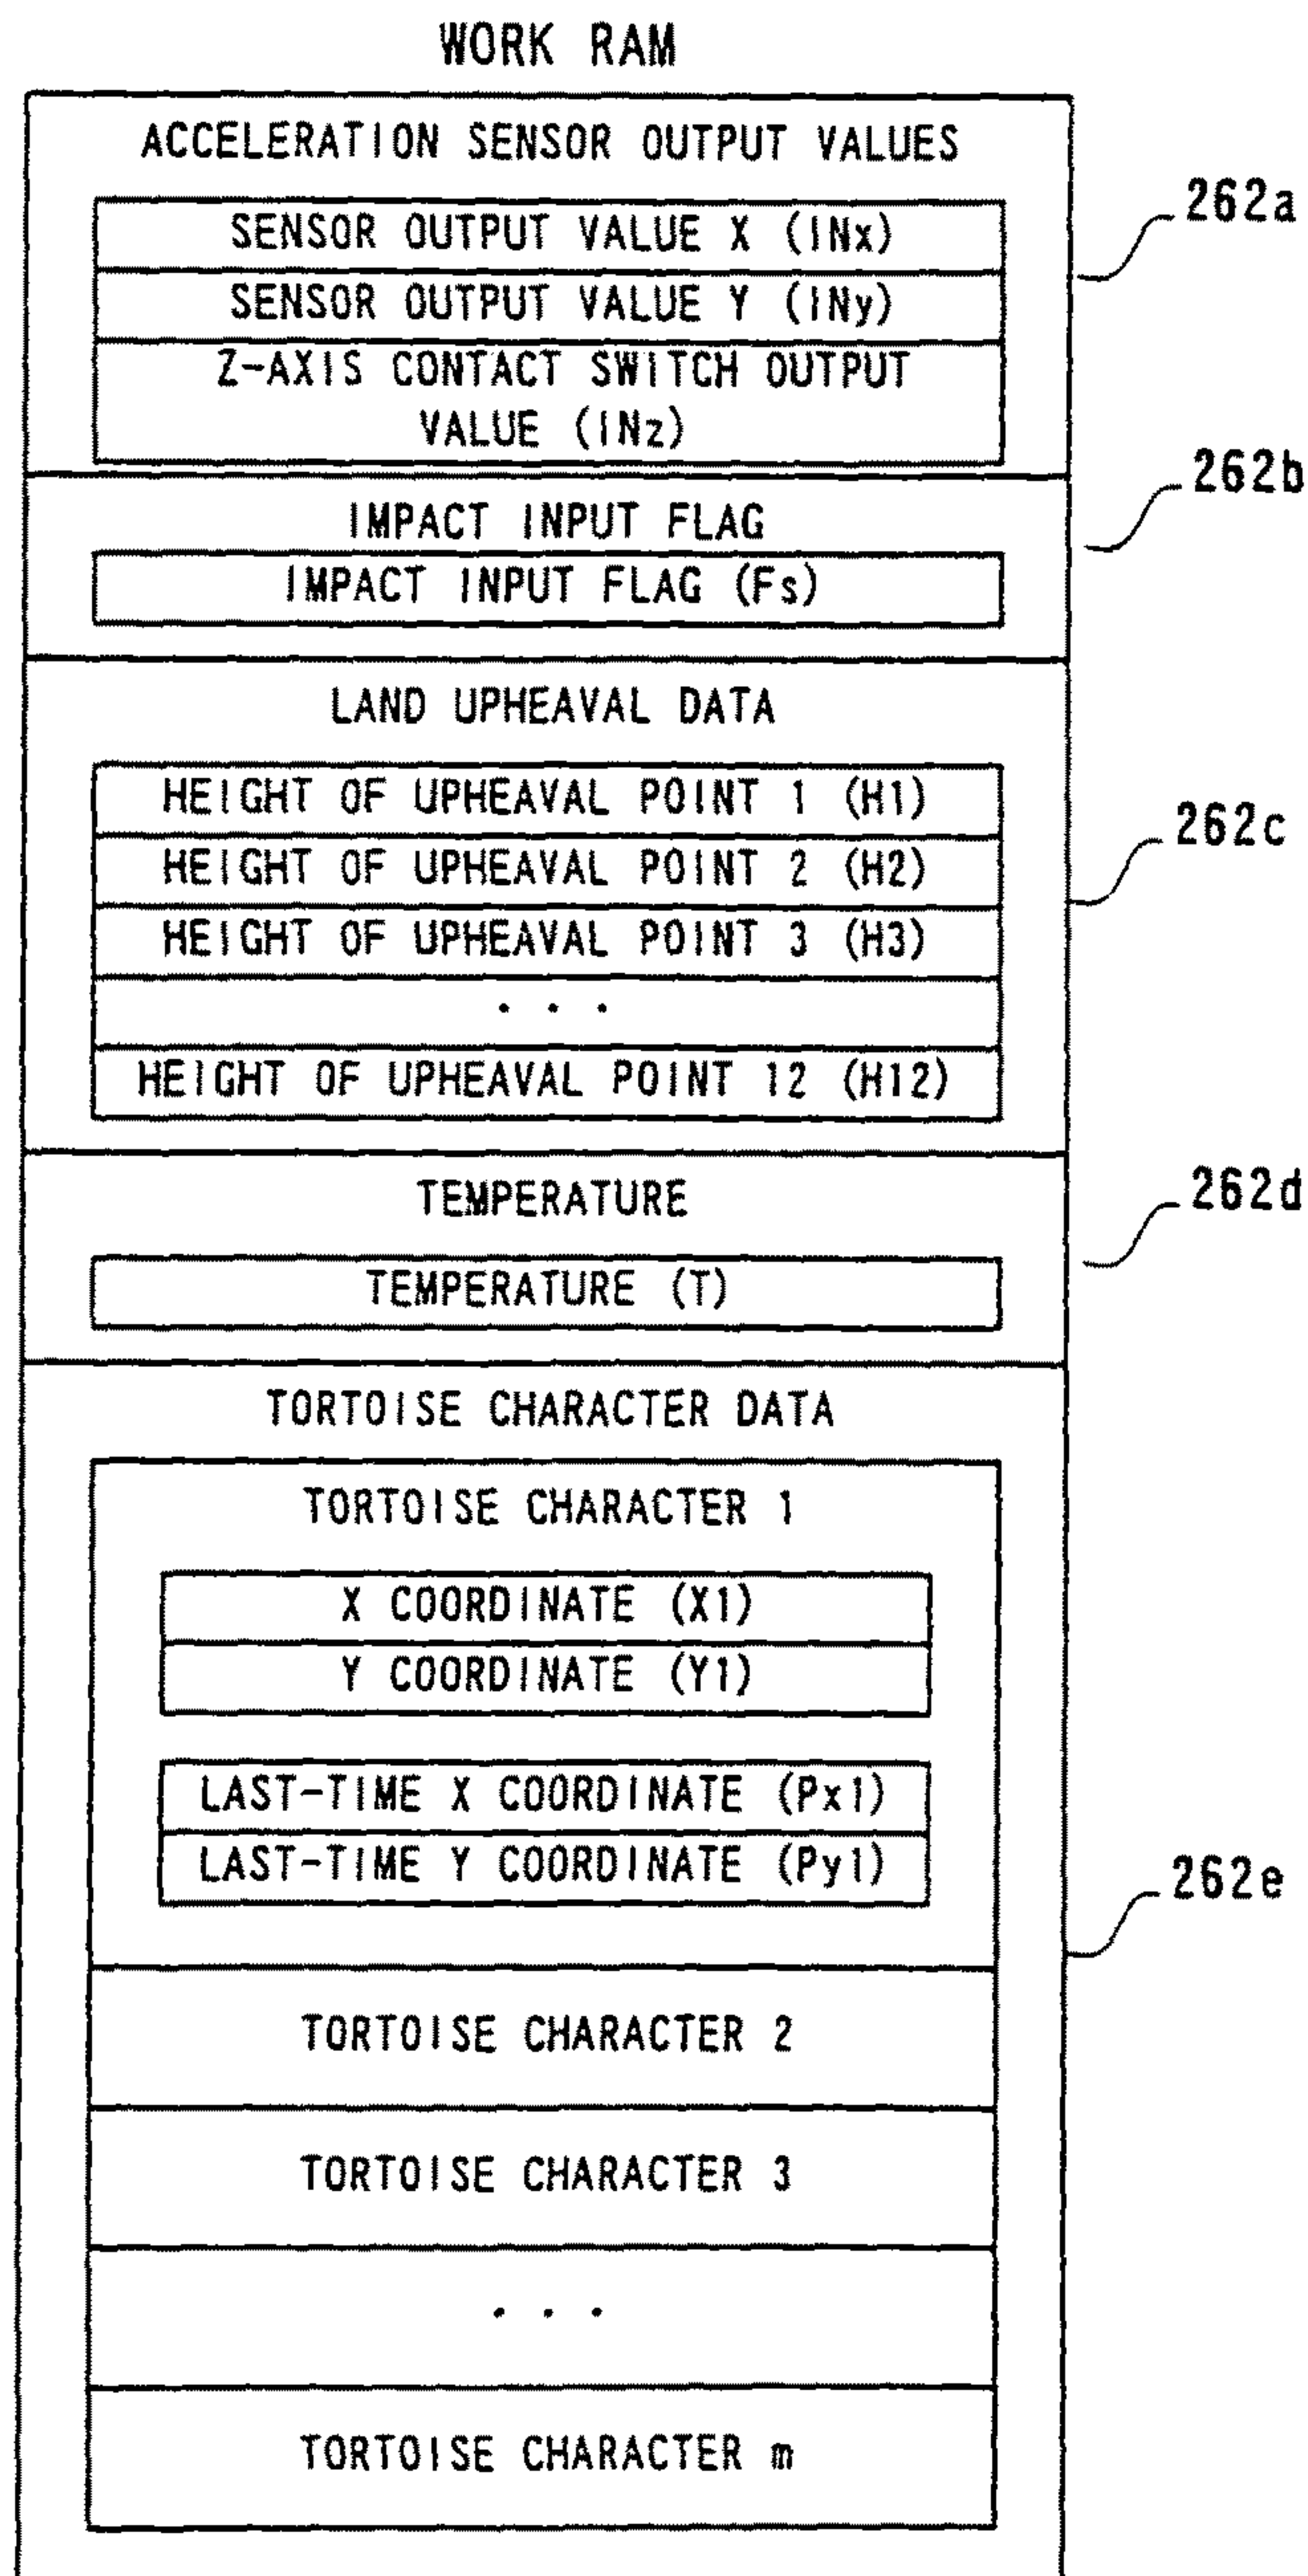 WORK RAM
ACCELERATION SENSOR OUTPUT VALUES
262a
SENSOR OUTPUT VALUE X (INx)
SENSOR OUTPUT VALUE Y (INy)
Z-AXIS CONTACT SWITCH OUTPUT
VALUE (INz)
262b
IMPACT INPUT FLAG
IMPACT INPUT FLAG (Fs)
LAND UPHEAVAL DATA
HEIGHT OF UPHEAVAL POINT 1 (H1)
262c
HEIGHT OF UPHEAVAL POINT 2 (H2)
HEIGHT OF UPHEAVAL POINT 3 (H3)
· · ·
HEIGHT OF UPHEAVAL POINT 12 (H12)
TEMPERATURE
262d
TEMPERATURE (T)
TORTOISE CHARACTER DATA
TORTOISE CHARACTER 1
X COORDINATE (X1)
Y COORDINATE (Y1)
LAST-TIME X COORDINATE (Px1)
LAST-TIME Y COORDINATE (Py1)
262e
TORTOISE CHARACTER 2
TORTOISE CHARACTER 3
· · ·
TORTOISE CHARACTER m